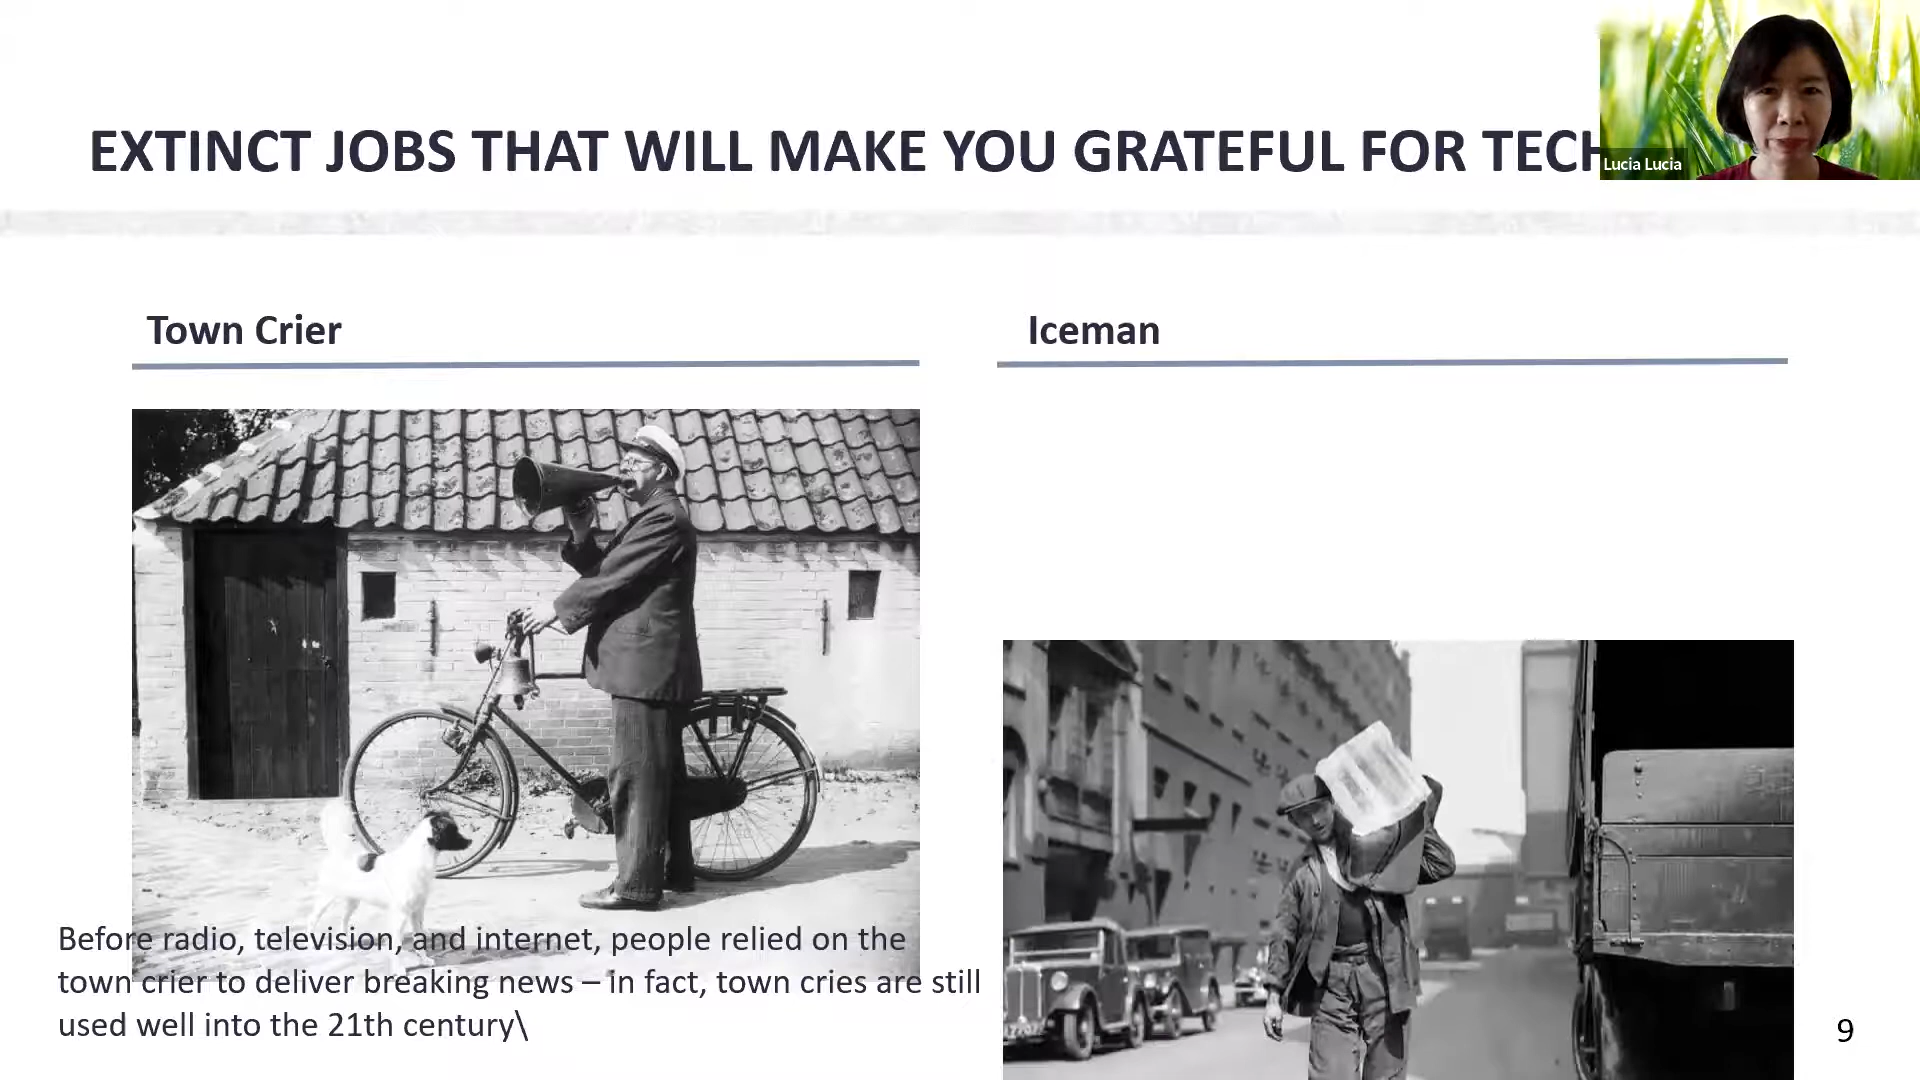 EXTINCT JOBS THAT WILL MAKE YOU GRATEFUL FOR TECH
Lucia Lucia
Town Crier
Iceman
Before radio, television, and internet, people relied on the
town crier to deliver breaking news – in fact, town cries are still
used well into the 21th century\
9